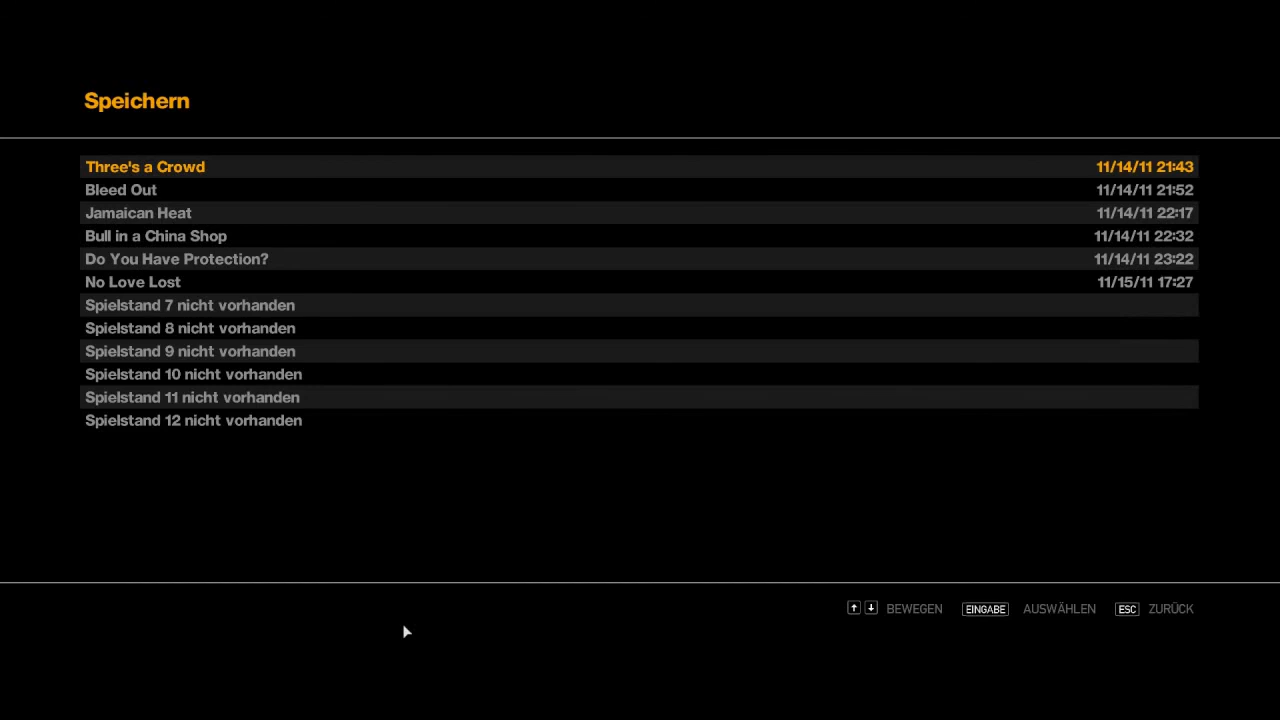 Speichern
Three's a Crowd 11/14/11 21:43
Bleed Out 11/14/11 21:52
Jamaican Heat 11/14/11 22:17
Bull in a China Shop 11/14/11 22:32
Do You Have Protection? 11/14/11 23:22
No Love Lost 11/15/11 17:27
Spielstand 7 nicht vorhanden
Spielstand 8 nicht vorhanden
Spielstand 9 nicht vorhanden
Spielstand 10 nicht vorhanden
Spielstand 11 nicht vorhanden
Spielstand 12 nicht vorhanden
↑ ↓ BEWEGEN EINGABE AUSWÄHLEN ESC ZURÜCK